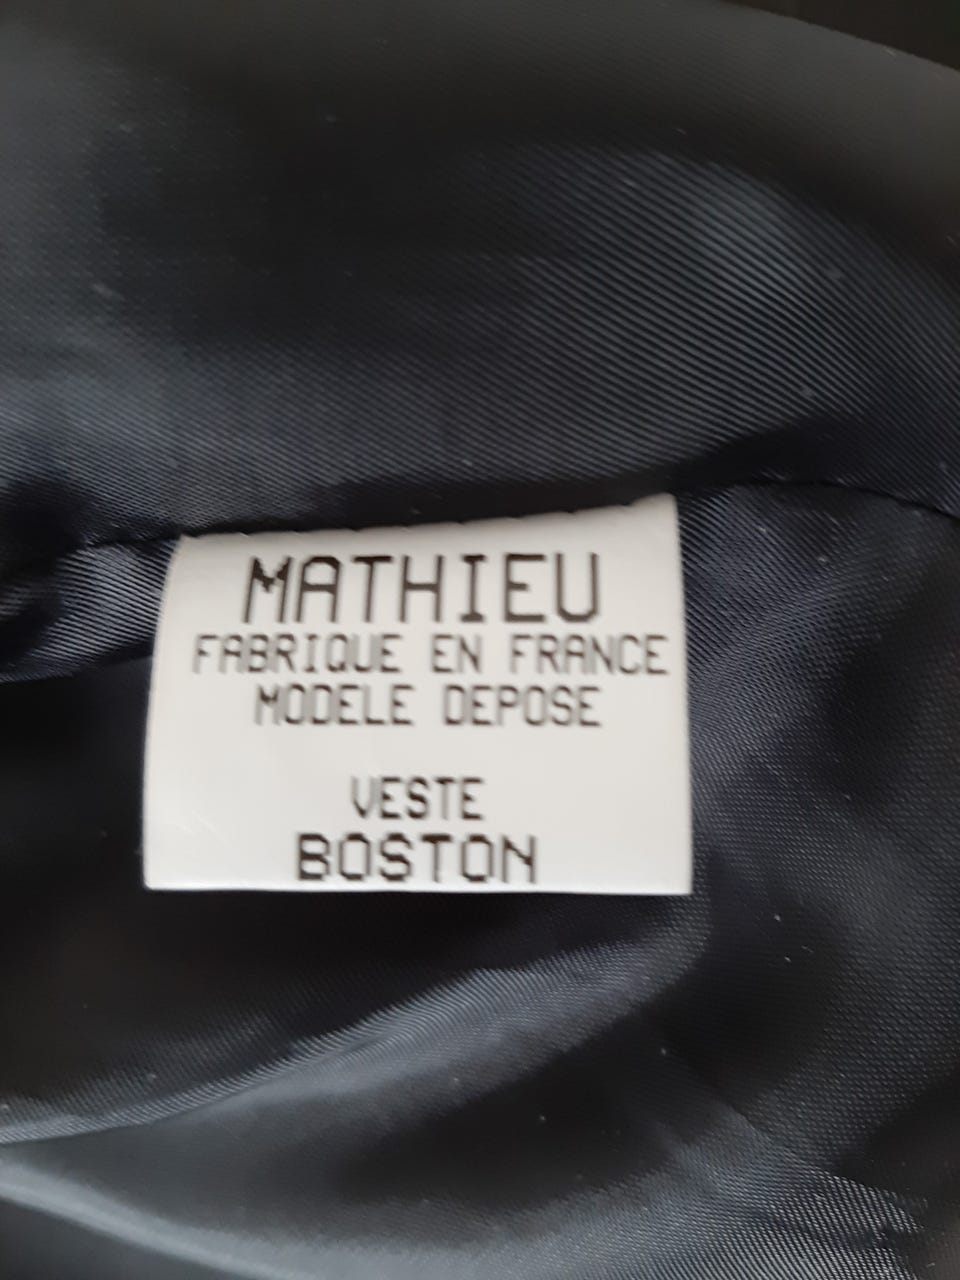 MATHIEU
FABRIQUE EN FRANCE
MODELE DEPOSE
VESTE
BOSTON